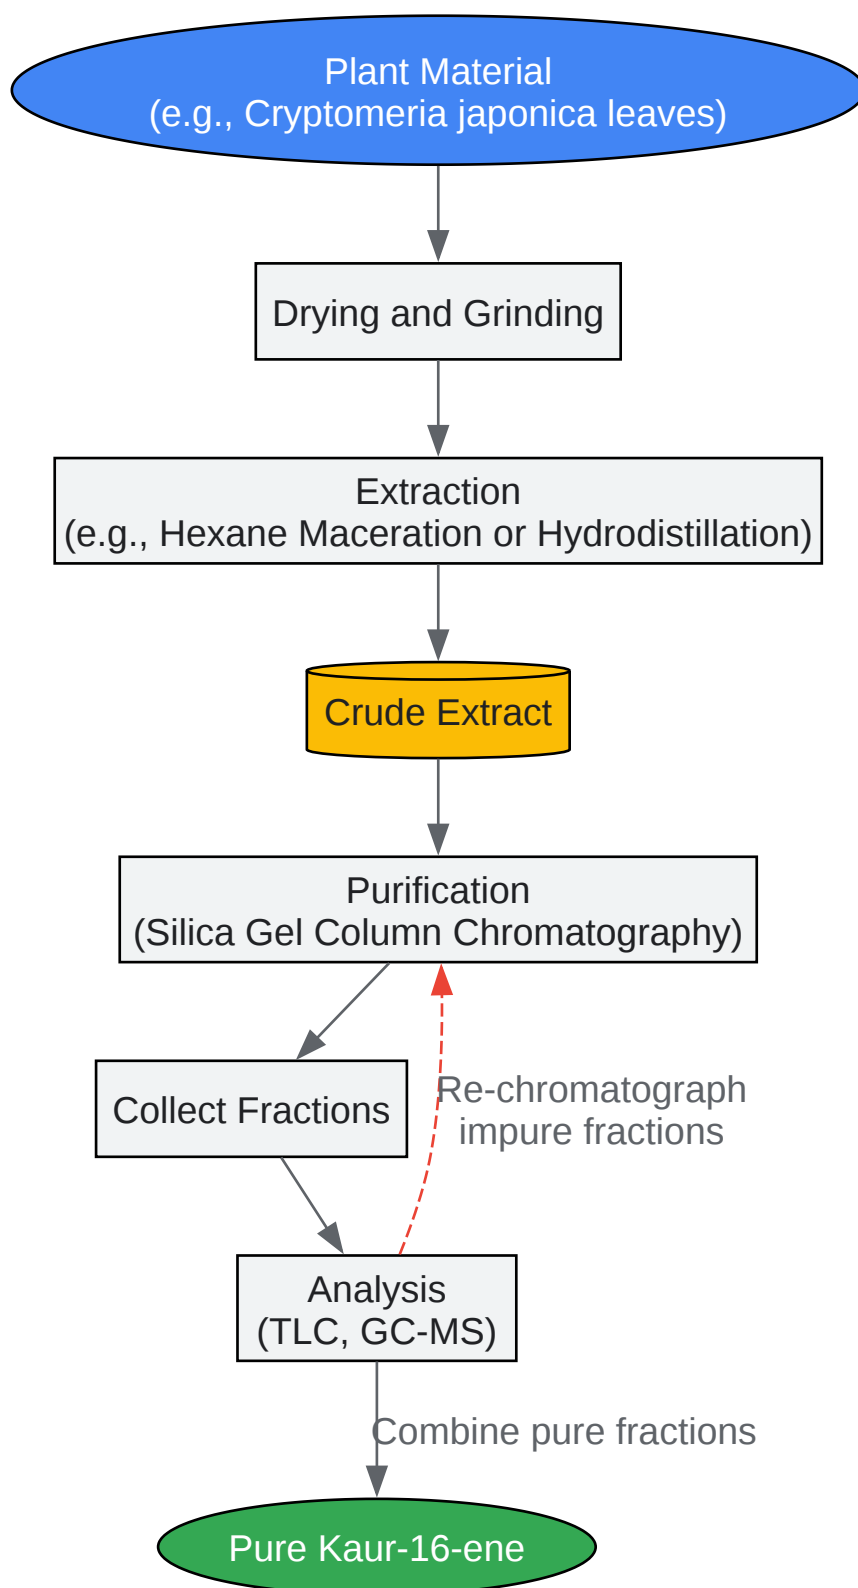 Plant Material
(e.g., Cryptomeria japonica leaves)
Drying and Grinding
Extraction
(e.g., Hexane Maceration or Hydrodistillation)
Crude Extract
Purification
(Silica Gel Column Chromatography)
Collect Fractions
Re-chromatograph
impure fractions
Analysis
(TLC, GC-MS)
Combine pure fractions
Pure Kaur-16-ene